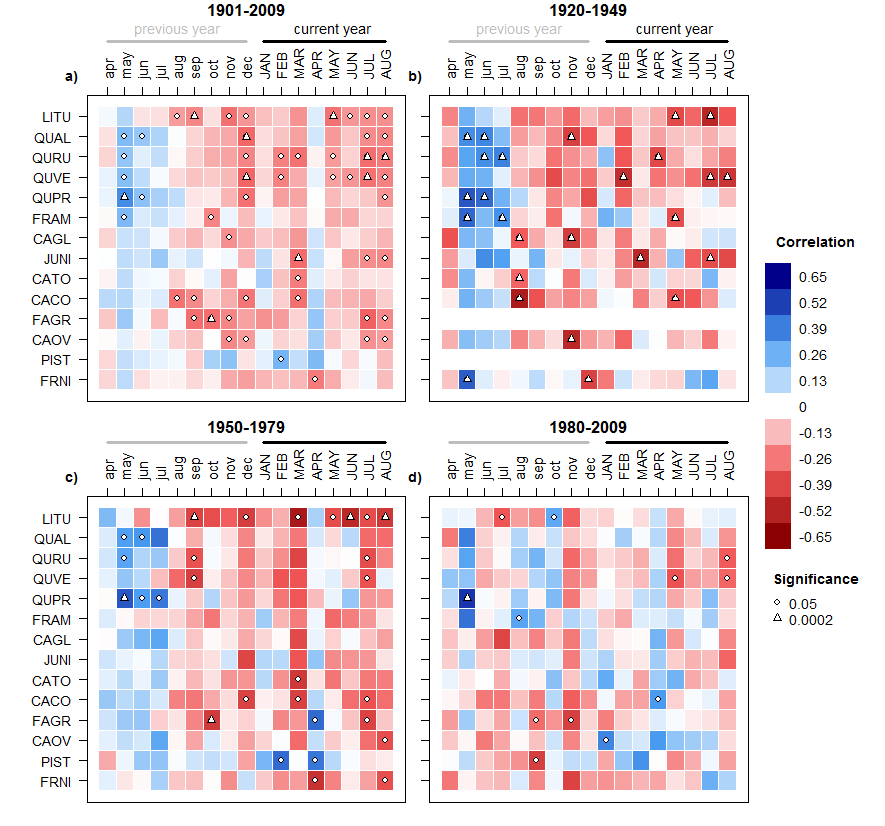 1901-2009
previous year current year
a) apr may jun jul aug sep oct nov dec JAN FEB MAR APR MAY JUN JUL AUG
LITU
QUAL
QURU
QUVE
QUPR
FRAM
CAGL
JUNI
CATO
CACO
FAGR
CAOV
PIST
FRNI
1920-1949
previous year current year
b) apr may jun jul aug sep oct nov dec JAN FEB MAR APR MAY JUN JUL AUG
1950-1979
c) apr may jun jul aug sep oct nov dec JAN FEB MAR APR MAY JUN JUL AUG
LITU
QUAL
QURU
QUVE
QUPR
FRAM
CAGL
JUNI
CATO
CACO
FAGR
CAOV
PIST
FRNI
1980-2009
d) apr may jun jul aug sep oct nov dec JAN FEB MAR APR MAY JUN JUL AUG
Correlation
0.65
0.52
0.39
0.26
0.13
0
-0.13
-0.26
-0.39
-0.52
-0.65
Significance
0.05
0.0002